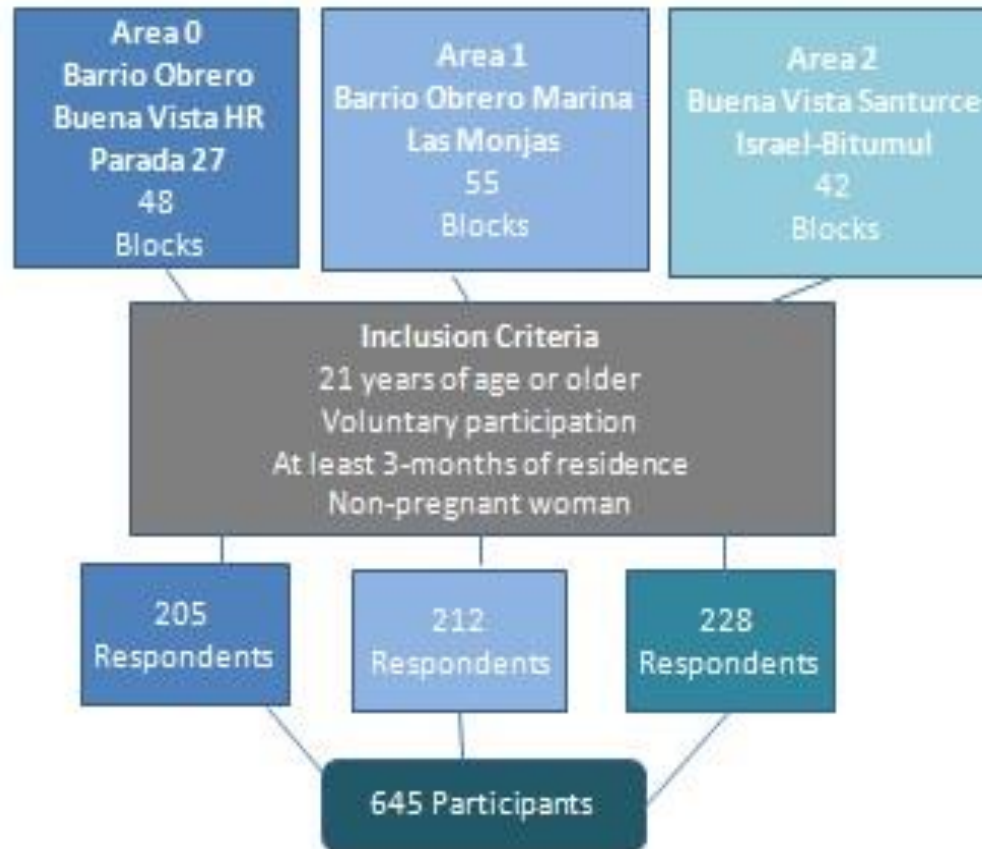 Area 0
Barrio Obrero
Buena Vista HR
Parada 27
48
Blocks
Area 1
Barrio Obrero Marina
Las Monjas
55
Blocks
Area 2
Buena Vista Santurce
Israel-Bitumul
42
Blocks
Inclusion Criteria
21 years of age or older
Voluntary participation
At least 3-months of residence
Non-pregnant woman
205
Respondents
212
Respondents
228
Respondents
645 Participants